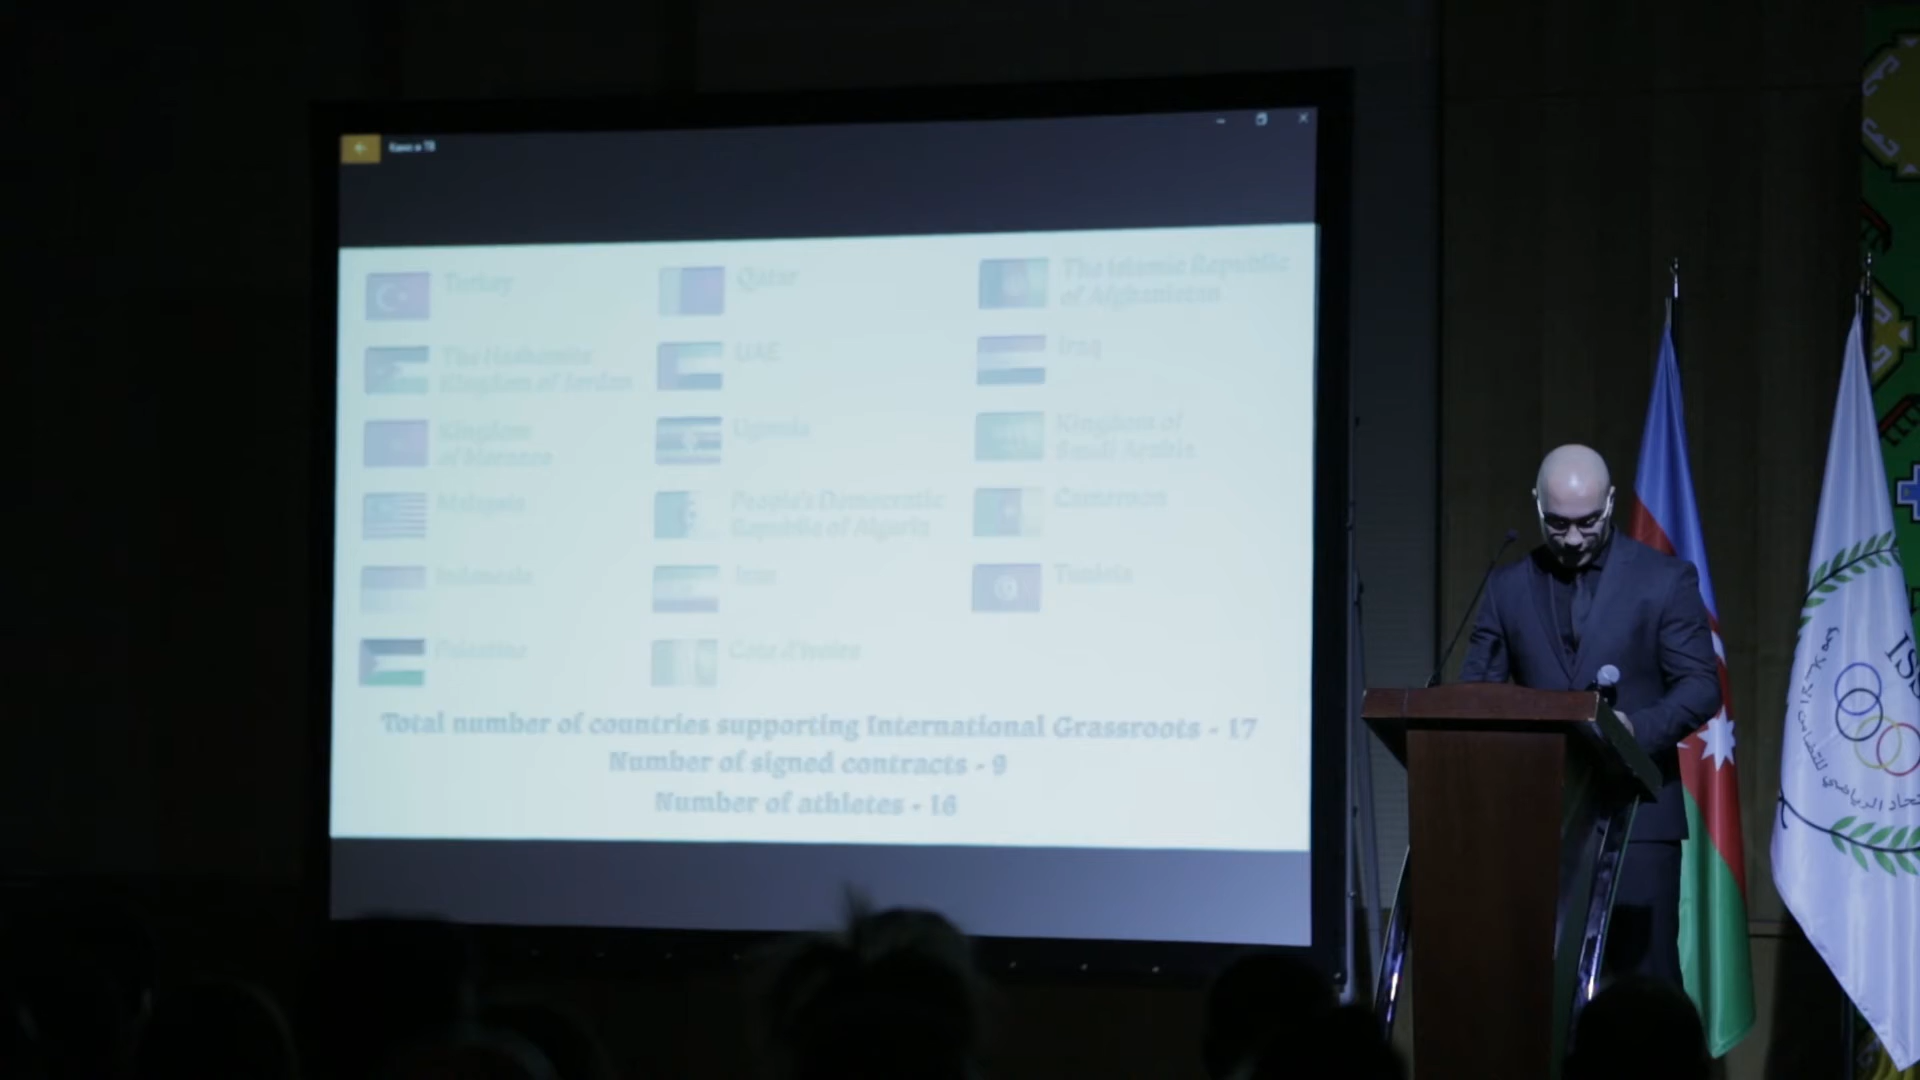 Кино и ТВ
Turkey
Qatar
The Islamic Republic
of Afghanistan
The Hashemite
Kingdom of Jordan
UAE
Iraq
Kingdom
of Morocco
Uganda
Kingdom of
Saudi Arabia
Malaysia
People's Democratic
Republic of Algeria
Cameroon
Indonesia
Iran
Tunisia
Palestine
Cote d'Ivoire
Total number of countries supporting International Grassroots - 17
Number of signed contracts - 9
Number of athletes - 16